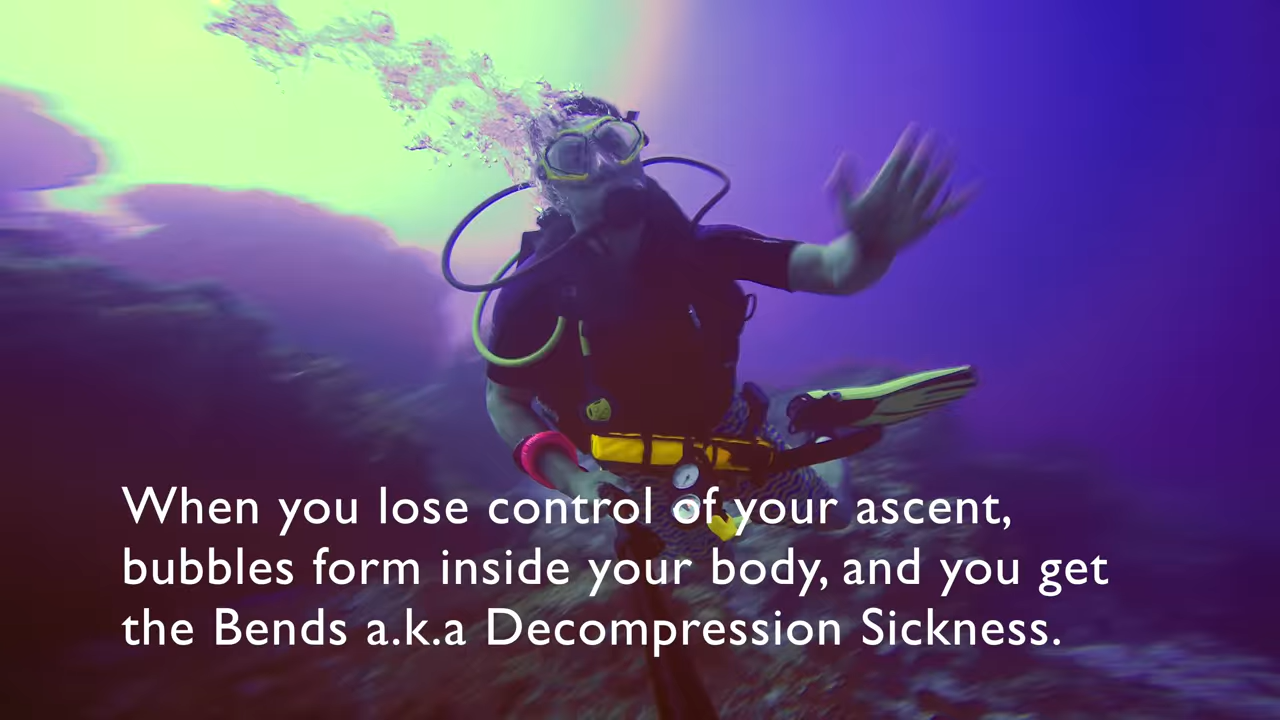 When you lose control of your ascent,
bubbles form inside your body, and you get
the Bends a.k.a Decompression Sickness.